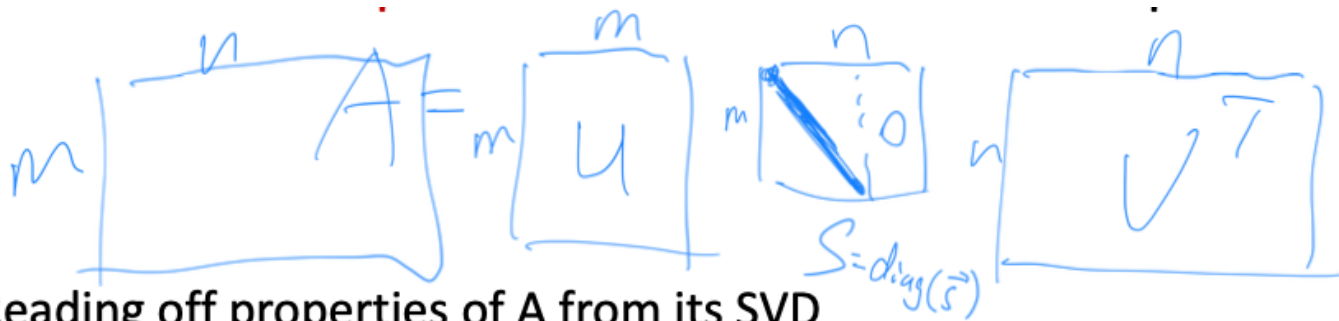 n m n n
m A = m U m 0 n V^T
S=diag(s⃗)
eading off properties of A from its SVD